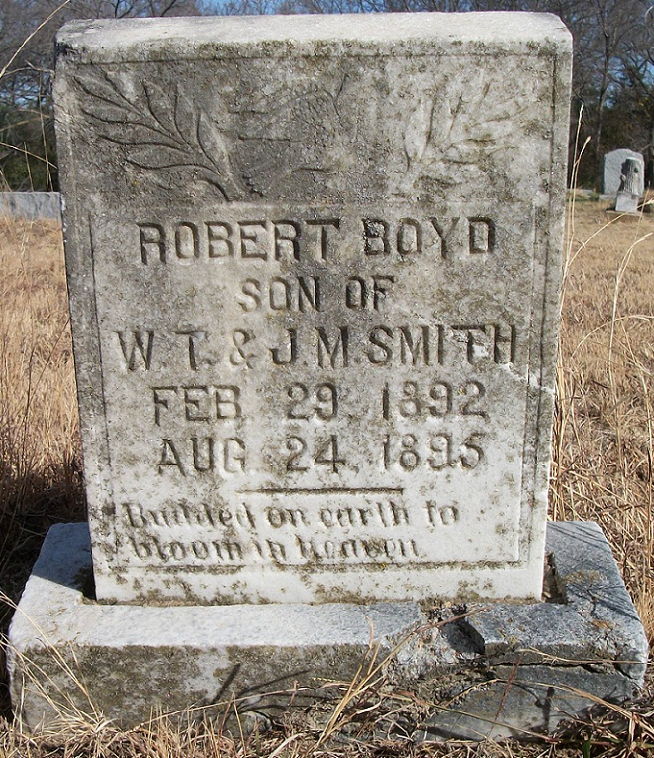 ROBERT BOYD
SON OF
W. T. & J. M. SMITH
FEB. 29, 1892
AUG. 24, 1895
Budded on earth to
bloom in heaven